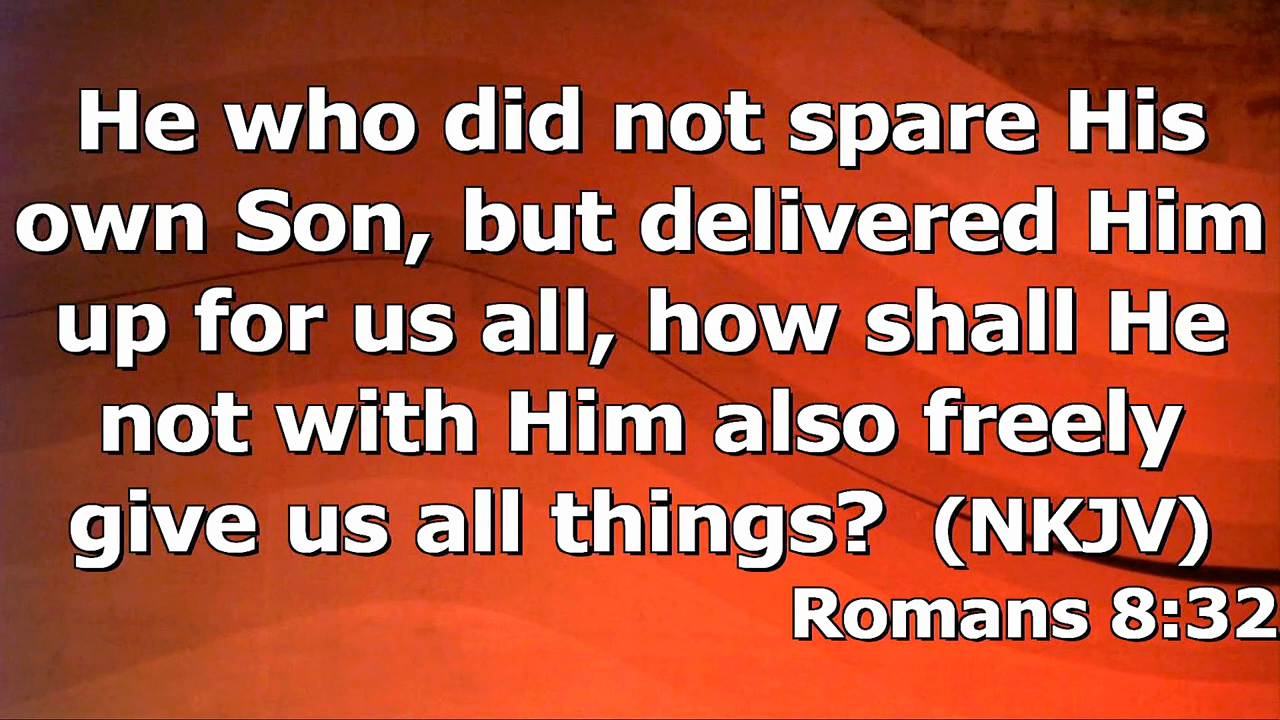 He who did not spare His
own Son, but delivered Him
up for us all, how shall He
not with Him also freely
give us all things? (NKJV)
Romans 8:32